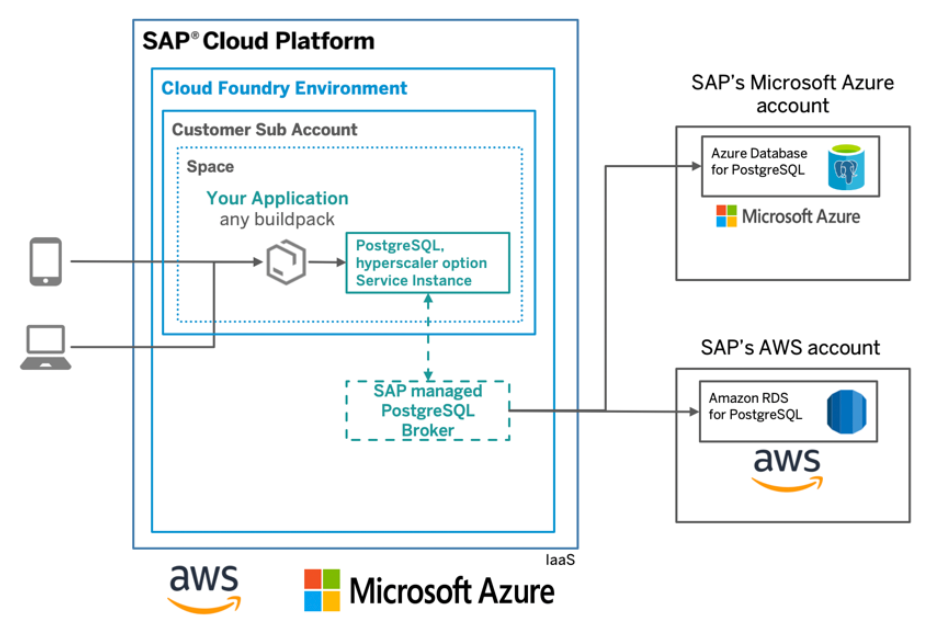 SAP® Cloud Platform
Cloud Foundry Environment
Customer Sub Account
Space
Your Application
any buildpack
PostgreSQL,
hyperscaler option
Service Instance
SAP managed
PostgreSQL
Broker
IaaS
aws
Microsoft Azure
SAP's Microsoft Azure
account
Azure Database
for PostgreSQL
Microsoft Azure
SAP's AWS account
Amazon RDS
for PostgreSQL
aws